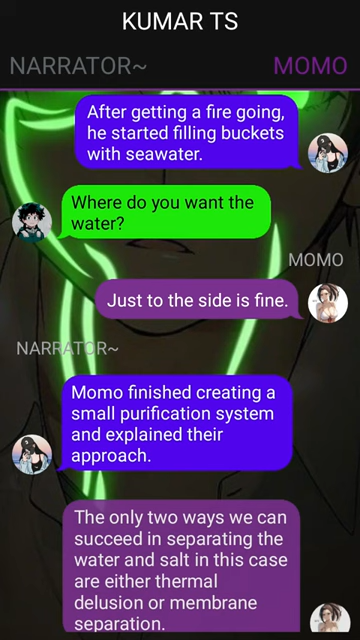 KUMAR TS
NARRATOR~ MOMO
After getting a fire going,
he started filling buckets
with seawater.
Where do you want the
water?
MOMO
Just to the side is fine.
NARRATOR~
Momo finished creating a
small purification system
and explained their
approach.
The only two ways we can
succeed in separating the
water and salt in this case
are either thermal
delusion or membrane
separation.